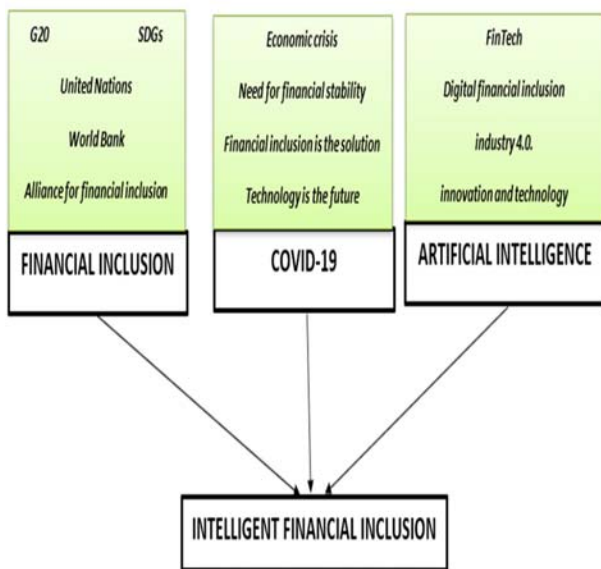 G20 SDGs
United Nations
World Bank
Alliance for financial inclusion
FINANCIAL INCLUSION
Economic crisis
Need for financial stability
Financial inclusion is the solution
Technology is the future
COVID-19
FinTech
Digital financial inclusion
industry 4.0.
innovation and technology
ARTIFICIAL INTELLIGENCE
INTELLIGENT FINANCIAL INCLUSION